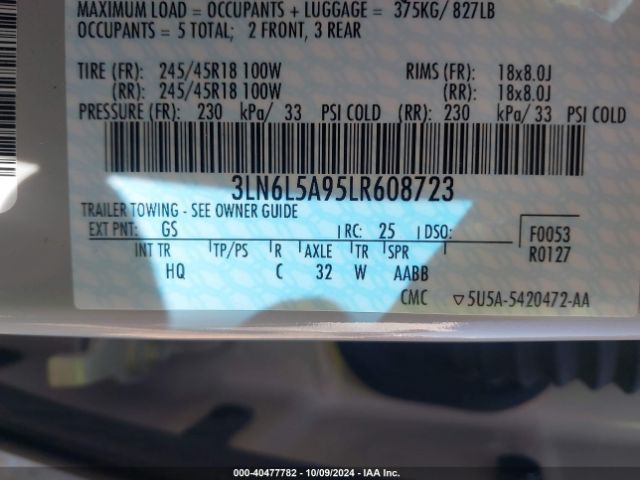 MAXIMUM LOAD = OCCUPANTS + LUGGAGE = 375KG/ 827LB
OCCUPANTS = 5 TOTAL; 2 FRONT, 3 REAR
TIRE (FR): 245/45R18 100W RIMS (FR): 18x8.0J
(RR): 245/45R18 100W (RR): 18x8.0J
PRESSURE (FR): 230 kPa/ 33 PSI COLD (RR): 230 kPa/ 33 PSI COLD
3LN6L5A95LR608723
TRAILER TOWING - SEE OWNER GUIDE
EXT PNT: GS RC: 25 DSO: F0053
INT TR TP/PS R AXLE TR SPR R0127
HQ C 32 W AABB
CMC ▽5U5A-5420472-AA
000-40477782 - 10/09/2024 - IAA Inc.